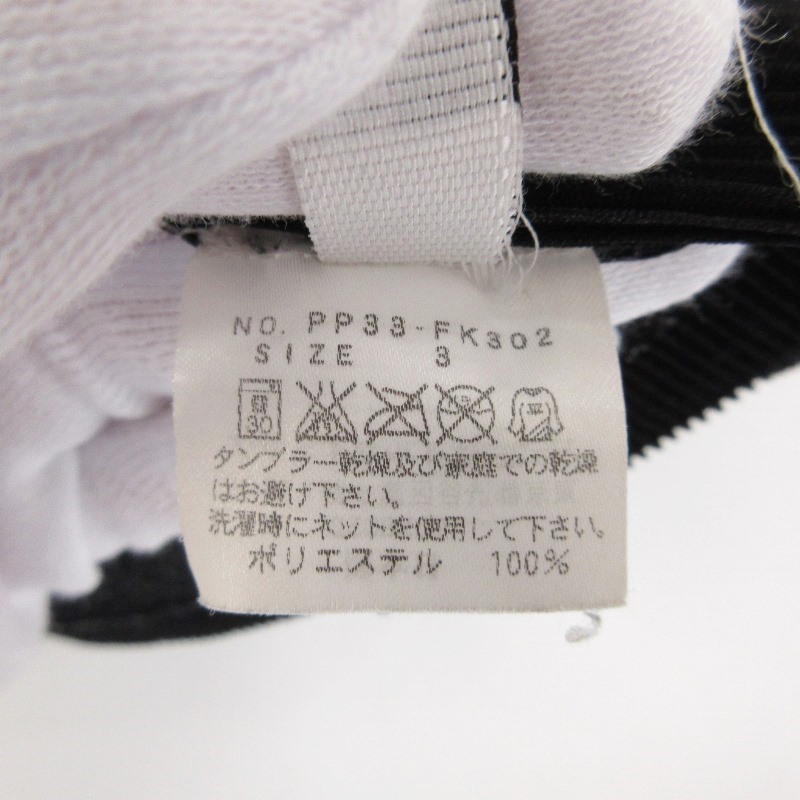 NO. PP33-FK302
SIZE 3
弱 30
タンブラー乾燥及び家庭での乾燥
はお避け下さい。
洗濯時にネットを使用して下さい。
ポリエステル 100%